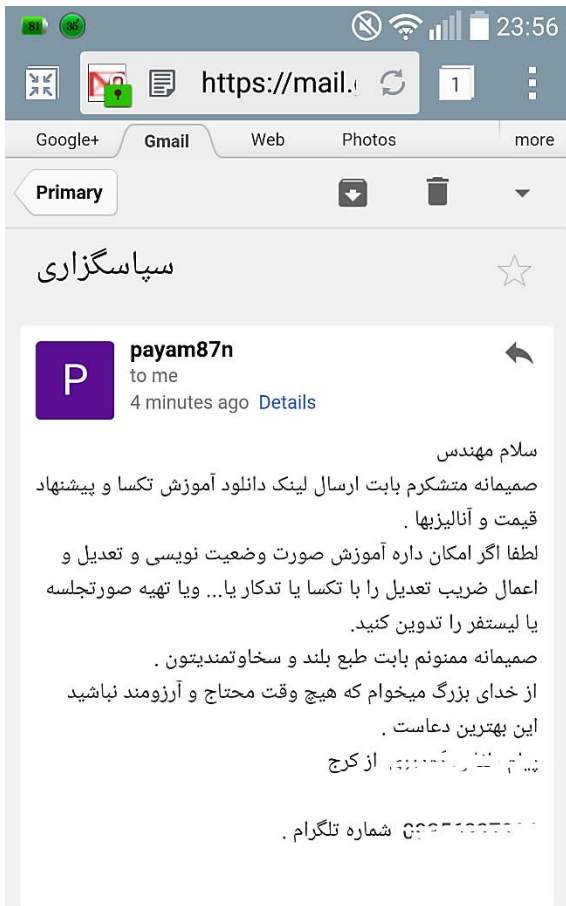 81 35 23:56
https://mail.g 1
Google+ Gmail Web Photos more
Primary
سپاسگزاری
P payam87n
to me
4 minutes ago Details
سلام مهندس
صمیمانه متشکرم بابت ارسال لینک دانلود آموزش تکسا و پیشنهاد
قیمت و آنالیزبها .
لطفا اگر امکان داره آموزش صورت وضعیت نویسی و تعدیل و
اعمال ضریب تعدیل را با تکسا یا تدکار یا... ویا تهیه صورتجلسه
یا لیستفر را تدوین کنید.
صمیمانه ممنونم بابت طبع بلند و سخاوتمندیتون .
از خدای بزرگ میخوام که هیچ وقت محتاج و آرزومند نباشید
این بهترین دعاست .
از کرج
شماره تلگرام .